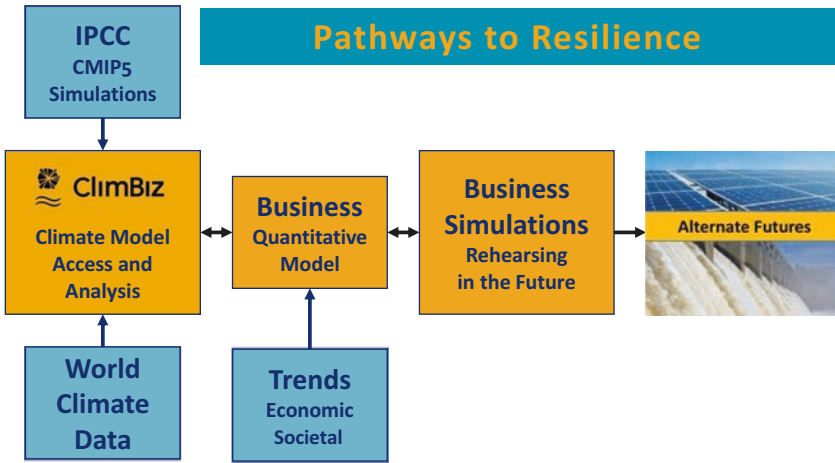 Pathways to Resilience
IPCC
CMIP5
Simulations
ClimBiz
Climate Model
Access and
Analysis
Business
Quantitative
Model
Business
Simulations
Rehearsing
in the Future
Alternate Futures
World
Climate
Data
Trends
Economic
Societal